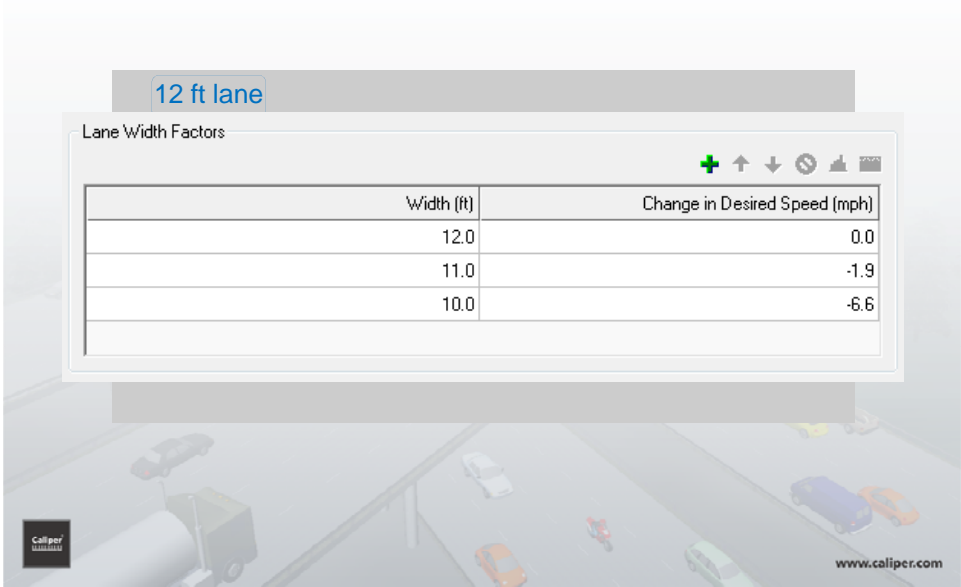 12 ft lane
Lane Width Factors
Width (ft) Change in Desired Speed (mph)
12.0 0.0
11.0 -1.9
10.0 -6.6
Caliper
www.caliper.com